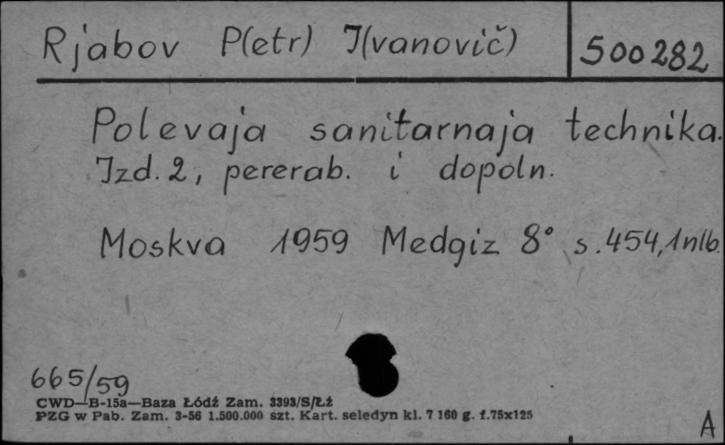 Rjabov P(etr) I(vanovič)
500282
Polevaja sanitarnaja technika.
Izd. 2, pererab. i dopoln.
Moskva 1959 Medgiz 8° s. 454, 1 nlb.
665/59
CWD—B-15a—Baza Łódź Zam. 3393/S/Łż
PZG w Pab. Zam. 3-56 1.500.000 szt. Kart. seledyn kl. 7 160 g. f.75x125
A